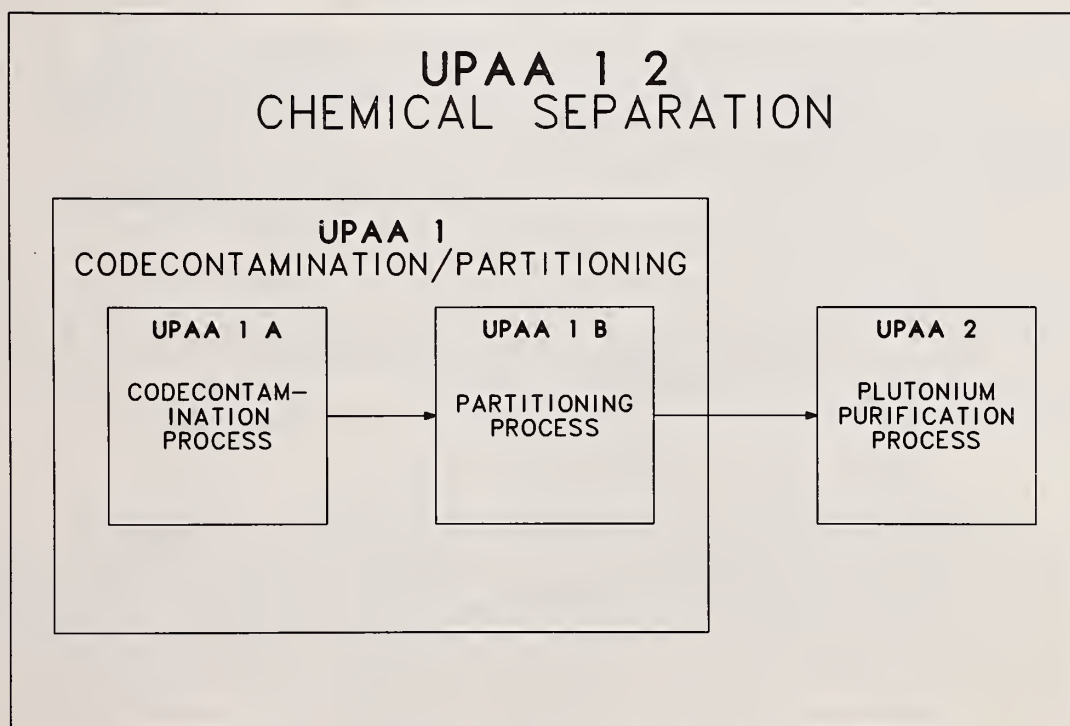 UPAA 1 2
CHEMICAL SEPARATION
UPAA 1
CODECONTAMINATION/PARTITIONING
UPAA 1 A
CODECONTAM-
INATION
PROCESS
UPAA 1 B
PARTITIONING
PROCESS
UPAA 2
PLUTONIUM
PURIFICATION
PROCESS